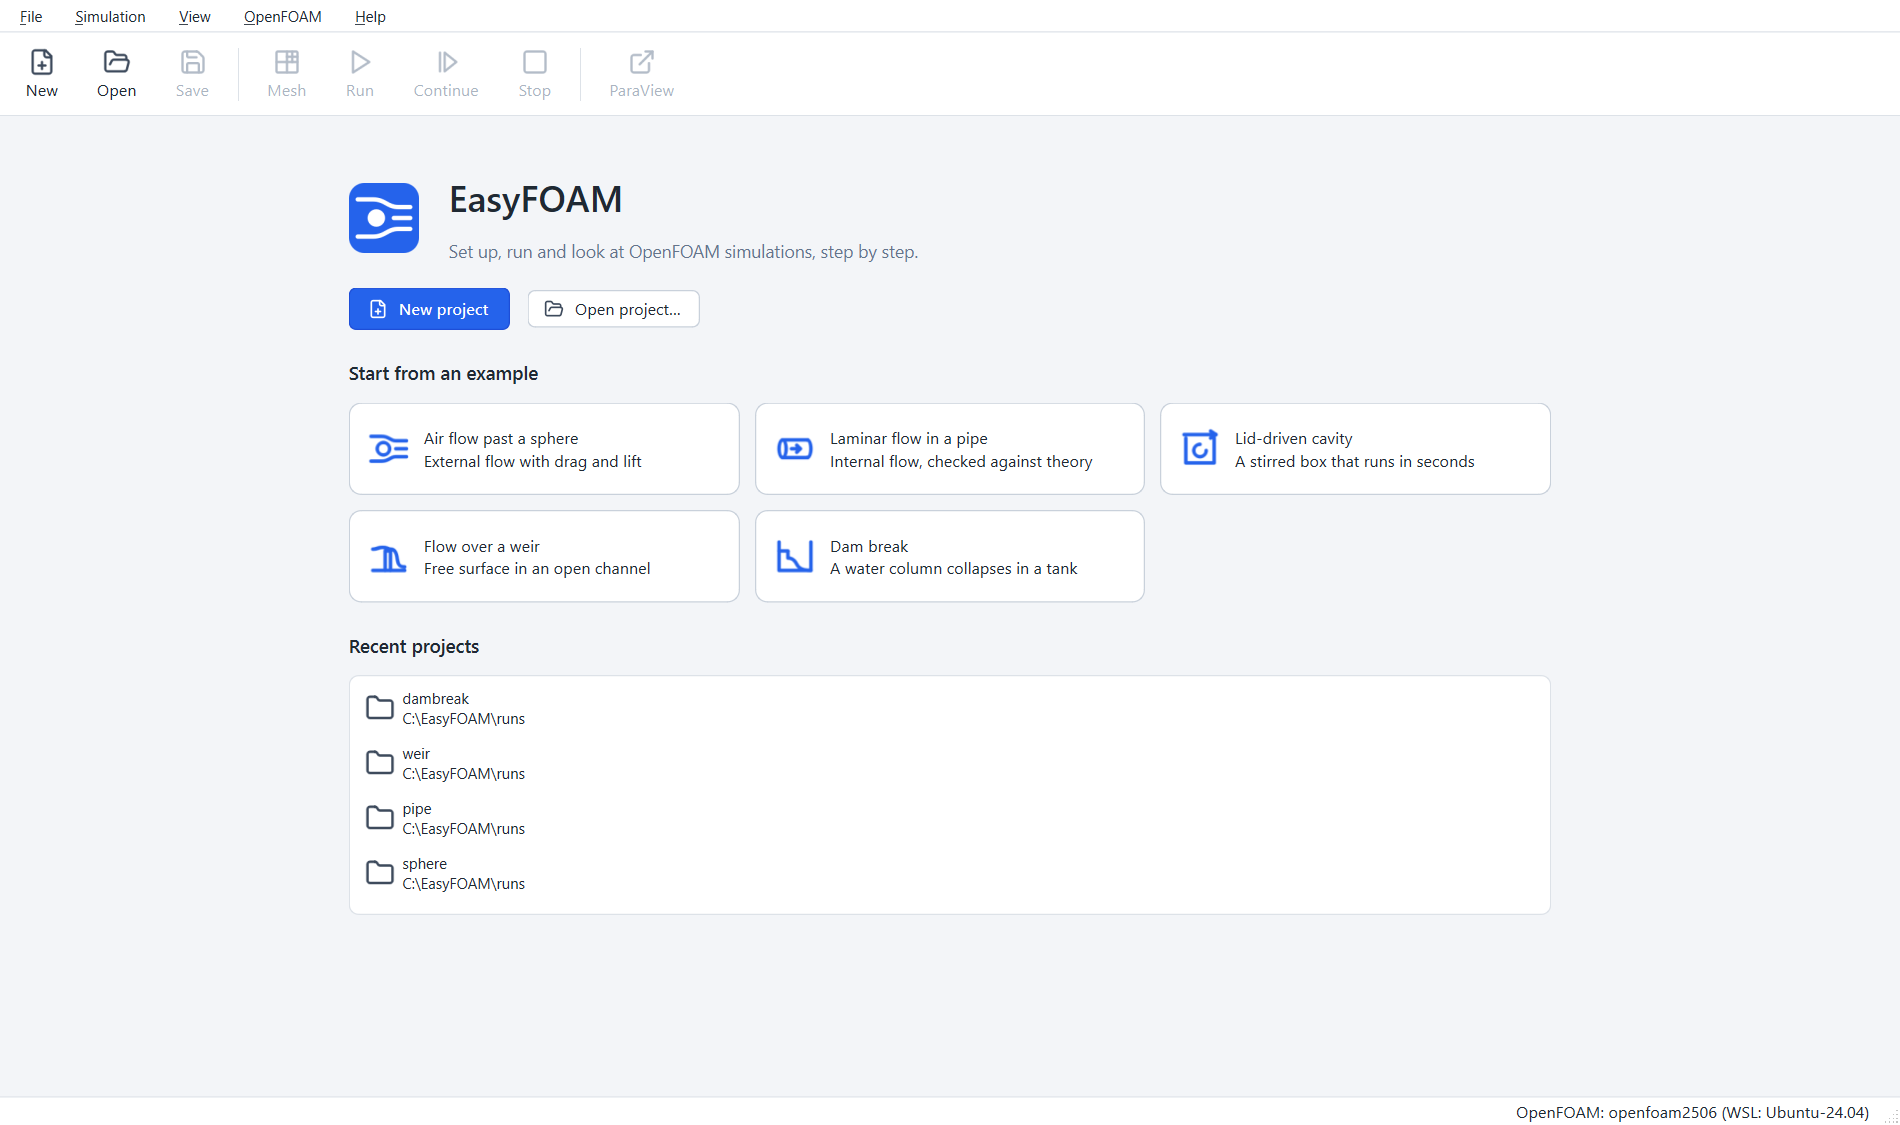 File Simulation View OpenFOAM Help
New Open Save Mesh Run Continue Stop ParaView
EasyFOAM
Set up, run and look at OpenFOAM simulations, step by step.
New project Open project...
Start from an example
Air flow past a sphere
External flow with drag and lift
Laminar flow in a pipe
Internal flow, checked against theory
Lid-driven cavity
A stirred box that runs in seconds
Flow over a weir
Free surface in an open channel
Dam break
A water column collapses in a tank
Recent projects
dambreak
C:\EasyFOAM\runs
weir
C:\EasyFOAM\runs
pipe
C:\EasyFOAM\runs
sphere
C:\EasyFOAM\runs
OpenFOAM: openfoam2506 (WSL: Ubuntu-24.04)